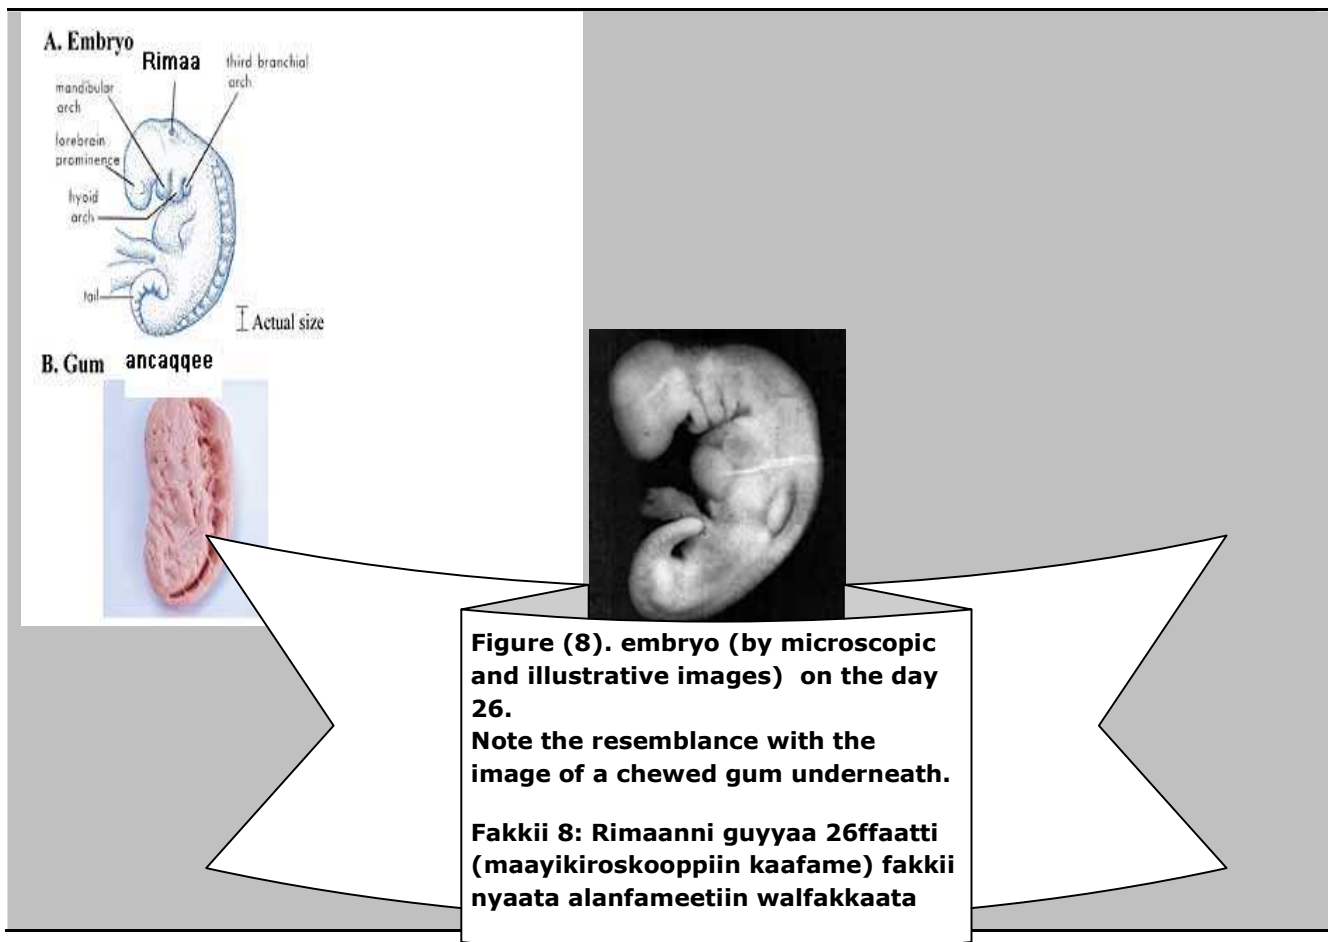 A. Embryo
Rimaa
third branchial
arch
mandibular
arch
forebrain
prominence
hyoid
arch
tail
Actual size
B. Gum ancaqqee
Figure (8). embryo (by microscopic
and illustrative images) on the day
26.
Note the resemblance with the
image of a chewed gum underneath.
Fakkii 8: Rimaanni guyyaa 26ffaatti
(maayikiroskooppiin kaafame) fakkii
nyaata alanfameetiin walfakkaata